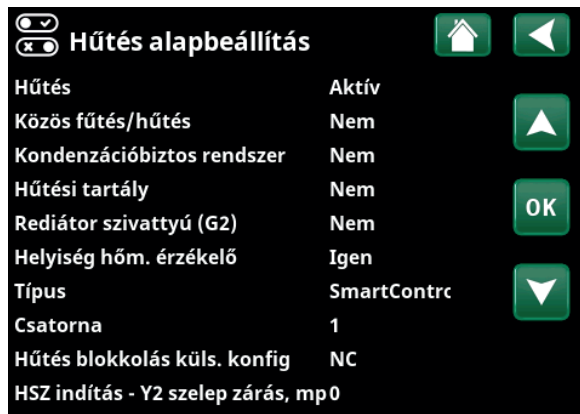 Hűtés alapbeállítás
Hűtés Aktív
Közös fűtés/hűtés Nem
Kondenzációbiztos rendszer Nem
Hűtési tartály Nem
Rediátor szivattyú (G2) Nem
OK
Helyiség hőm. érzékelő Igen
Típus SmartContrc
Csatorna 1
Hűtés blokkolás küls. konfig NC
HSZ indítás - Y2 szelep zárás, mp 0